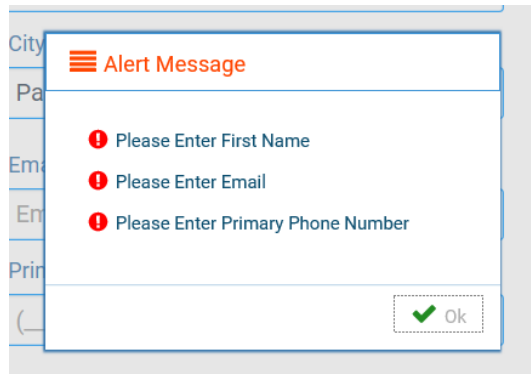 City
Alert Message
Pa
Please Enter First Name
Ema
Please Enter Email
Em
Please Enter Primary Phone Number
Prin
(_
Ok